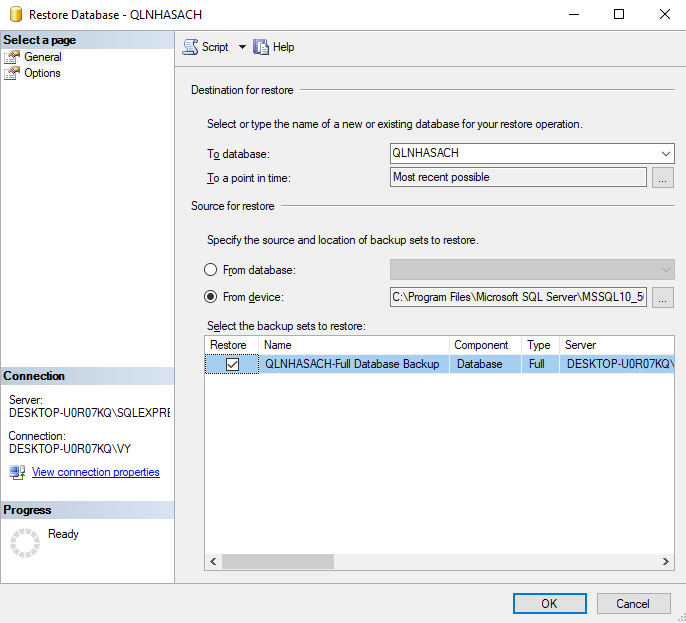 Restore Database - QLNHASACH
Select a page
General
Options
Script
Help
Destination for restore
Select or type the name of a new or existing database for your restore operation.
To database:
QLNHASACH
To a point in time:
Most recent possible
...
Source for restore
Specify the source and location of backup sets to restore.
From database:
From device:
C:\Program Files\Microsoft SQL Server\MSSQL10_5
...
Select the backup sets to restore:
Restore Name Component Type Server
QLNHASACH-Full Database Backup Database Full DESKTOP-U0R07KQ\
Connection
Server:
DESKTOP-U0R07KQ\SQLEXPRE
Connection:
DESKTOP-U0R07KQ\VY
View connection properties
Progress
Ready
OK
Cancel